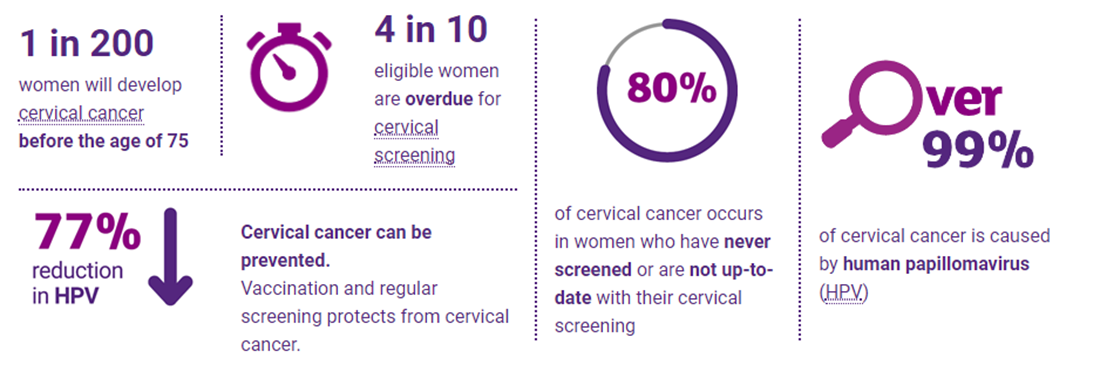 1 in 200
women will develop
cervical cancer
before the age of 75
4 in 10
eligible women
are overdue for
cervical
screening
77%
reduction
in HPV
Cervical cancer can be
prevented.
Vaccination and regular
screening protects from cervical
cancer.
80%
of cervical cancer occurs
in women who have never
screened or are not up-to-
date with their cervical
screening
Over
99%
of cervical cancer is caused
by human papillomavirus
(HPV)